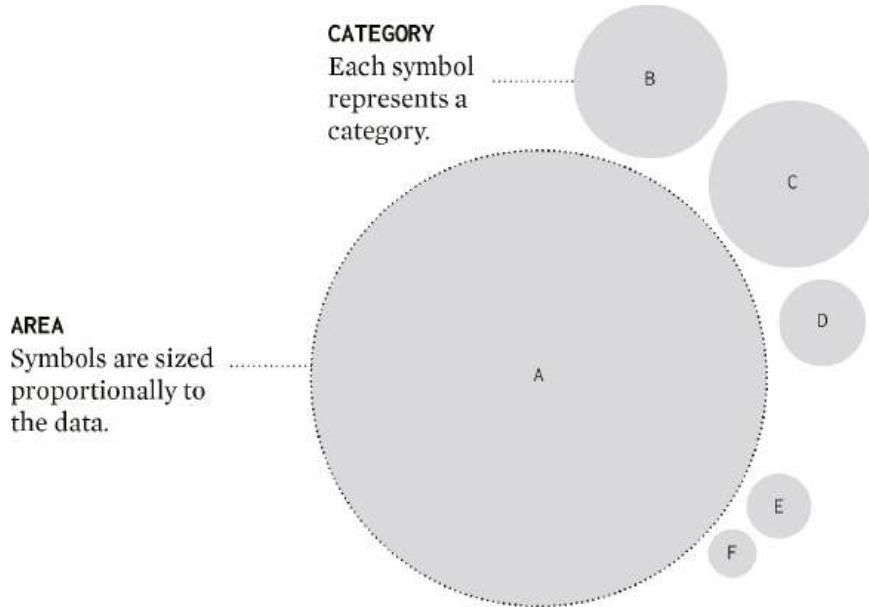 CATEGORY
Each symbol
represents a
category.
B
C
AREA
Symbols are sized
proportionally to
the data.
D
A
E
F